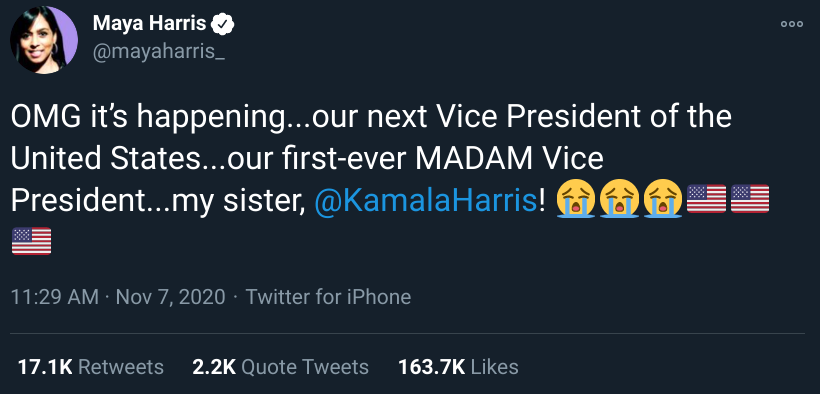 Maya Harris
@mayaharris_
OMG it’s happening...our next Vice President of the
United States...our first-ever MADAM Vice
President...my sister, @KamalaHarris! 😭😭😭🇺🇸🇺🇸
🇺🇸
11:29 AM · Nov 7, 2020 · Twitter for iPhone
17.1K Retweets 2.2K Quote Tweets 163.7K Likes